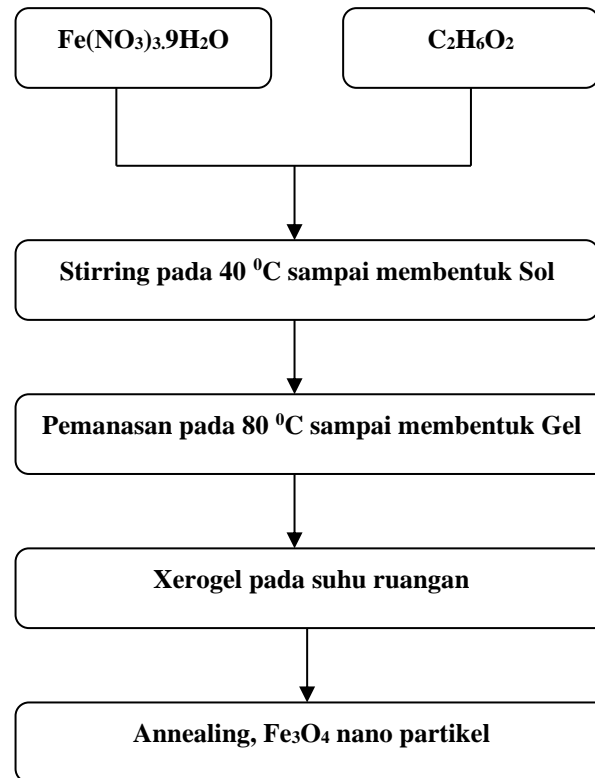 Fe(NO₃)₃.9H₂O
C₂H₆O₂
Stirring pada 40 ⁰C sampai membentuk Sol
Pemanasan pada 80 ⁰C sampai membentuk Gel
Xerogel pada suhu ruangan
Annealing, Fe₃O₄ nano partikel